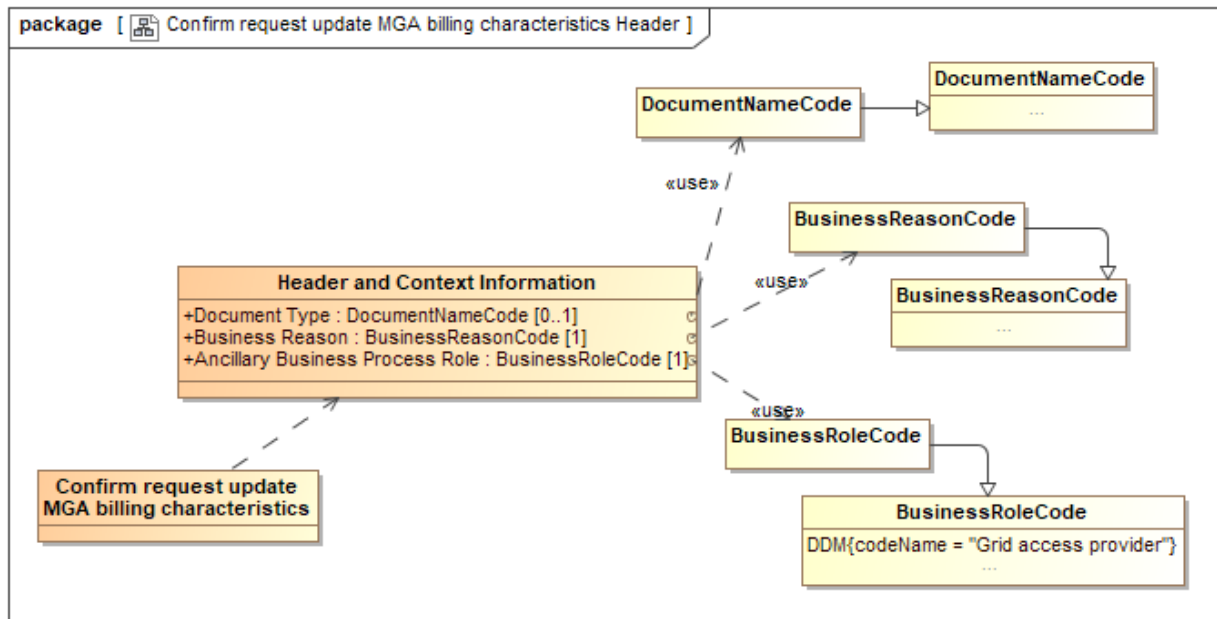 package [ Confirm request update MGA billing characteristics Header ]
DocumentNameCode
DocumentNameCode
...
«use»
BusinessReasonCode
«use»
BusinessReasonCode
...
Header and Context Information
+Document Type : DocumentNameCode [0..1]
+Business Reason : BusinessReasonCode [1]
+Ancillary Business Process Role : BusinessRoleCode [1]
«use»
BusinessRoleCode
Confirm request update
MGA billing characteristics
BusinessRoleCode
DDM{codeName = "Grid access provider"}
...